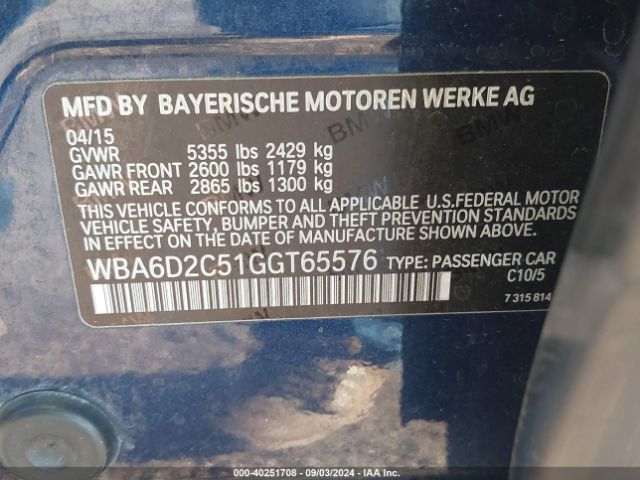 MFD BY BAYERISCHE MOTOREN WERKE AG
04/15
GVWR 5355 lbs 2429 kg
GAWR FRONT 2600 lbs 1179 kg
GAWR REAR 2865 lbs 1300 kg
THIS VEHICLE CONFORMS TO ALL APPLICABLE U.S.FEDERAL MOTOR
VEHICLE SAFETY, BUMPER AND THEFT PREVENTION STANDARDS
IN EFFECT ON THE DATE OF MANUFACTURE SHOWN ABOVE.
WBA6D2C51GGT65576 TYPE: PASSENGER CAR
C10/5
7 315 814
000-40251708 - 09/03/2024 - IAA Inc.